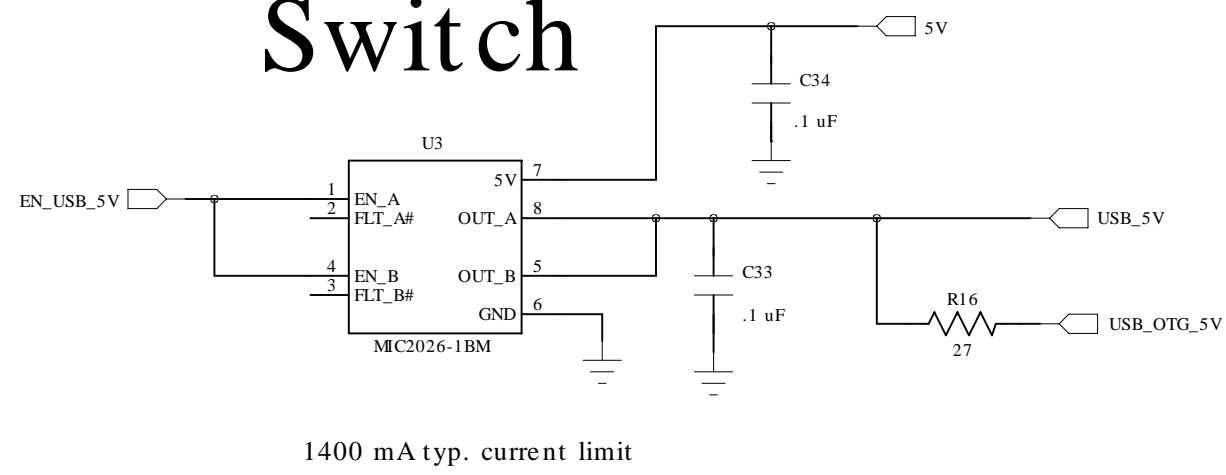 Switch
5V
C34
.1 uF
U3
EN_USB_5V
1 EN_A
2 FLT_A#
4 EN_B
3 FLT_B#
5V 7
OUT_A 8
OUT_B 5
GND 6
MIC2026-1BM
USB_5V
C33
.1 uF
R16
27
USB_OTG_5V
1400 mA typ. current limit